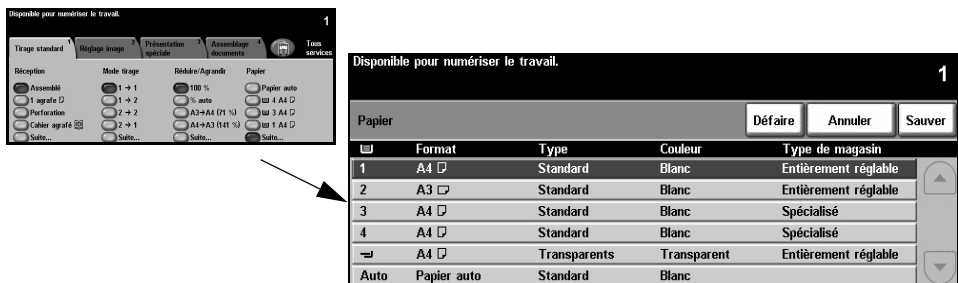 Disponible pour numériser le travail.
1
Tirage standard 1
Réglage image 2
Présentation spéciale 3
Assemblage documents 4
Tous services
Réception Mode tirage Réduire/Agrandir Papier
Assemblé 1 → 1 100 % Papier auto
1 agrafe 1 → 2 % auto 4 A4
Perforation 2 → 2 A3→A4 (71 %) 3 A4
Cahier agrafé 2 → 1 A4→A3 (141 %) 1 A4
Suite... Suite... Suite... Suite...
Disponible pour numériser le travail.
1
Papier Défaire Annuler Sauver
Format Type Couleur Type de magasin
1 A4 Standard Blanc Entièrement réglable
2 A3 Standard Blanc Entièrement réglable
3 A4 Standard Blanc Spécialisé
4 A4 Standard Blanc Spécialisé
A4 Transparents Transparent Entièrement réglable
Auto Papier auto Standard Blanc